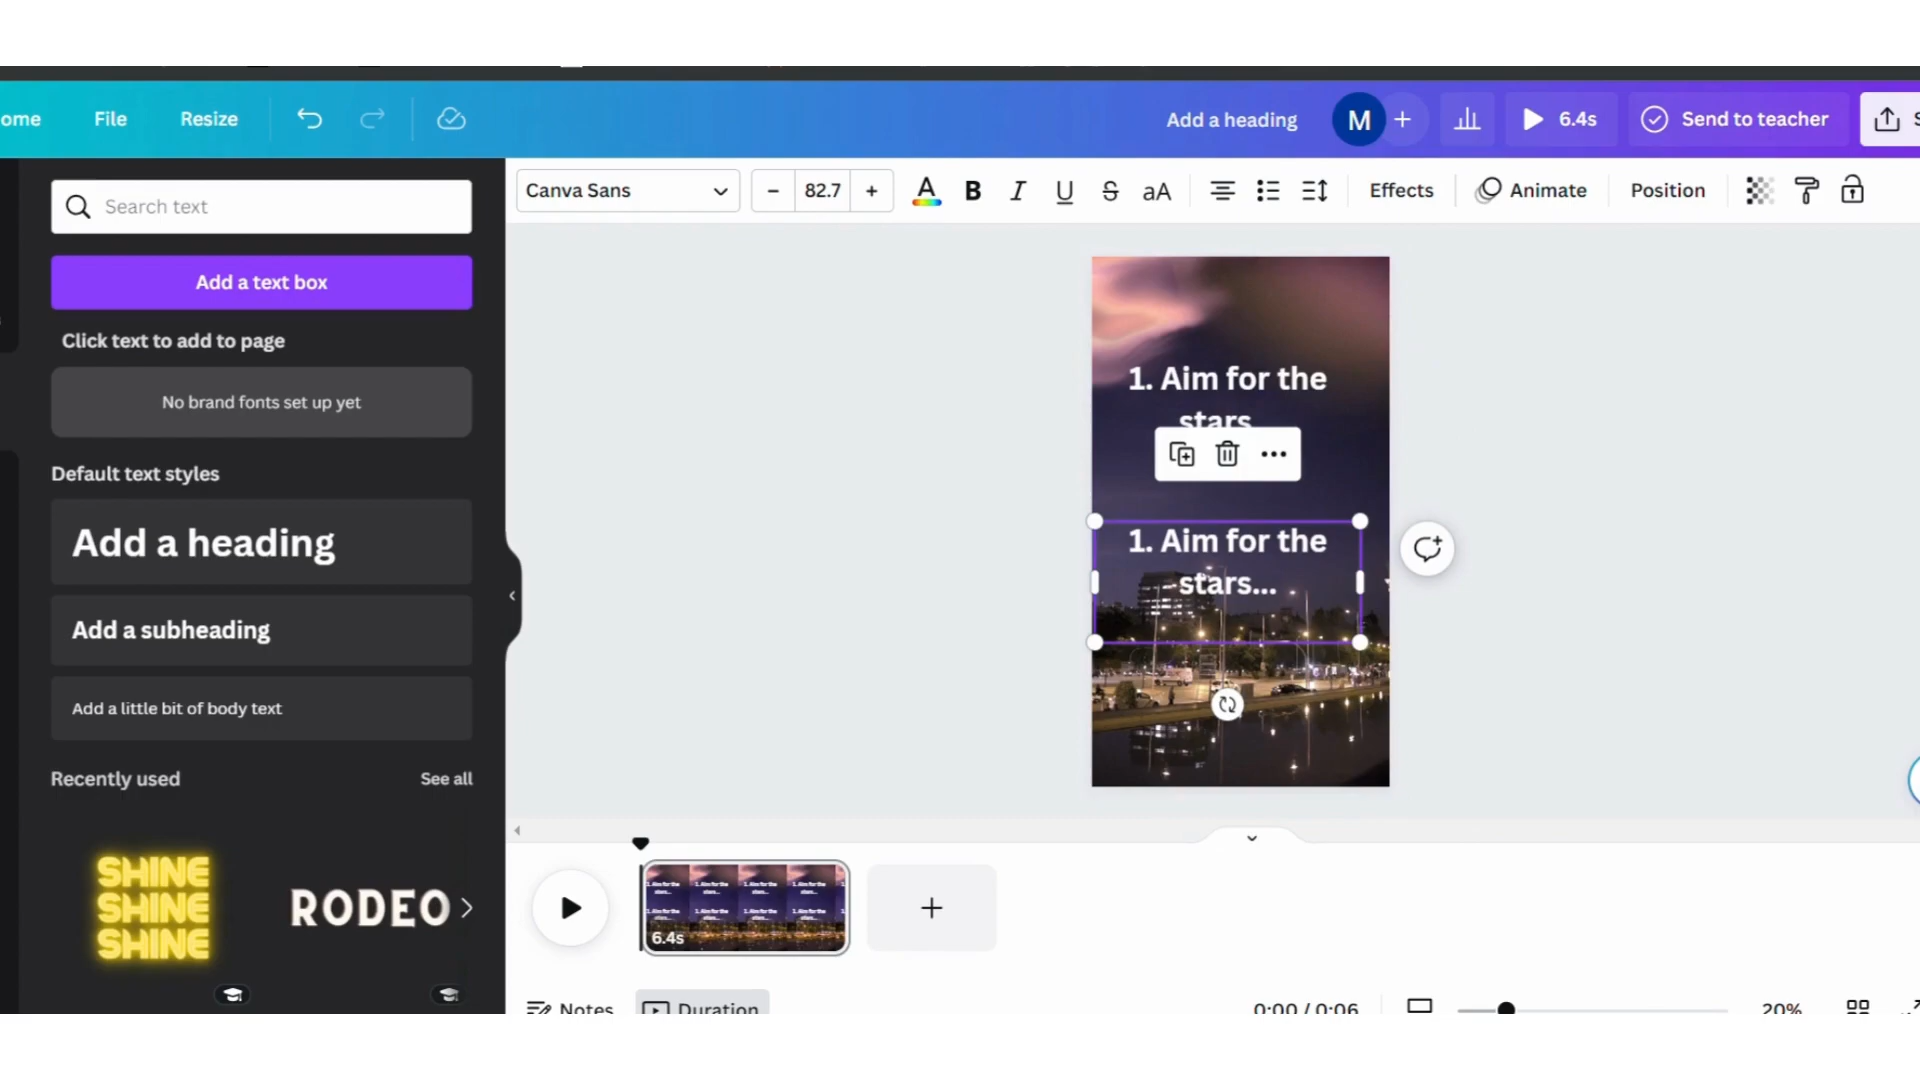 ome File Resize Add a heading M 6.4s Send to teacher S
Search text
Canva Sans 82.7 A B I U S aA Effects Animate Position
Add a text box
Click text to add to page
No brand fonts set up yet
Default text styles
Add a heading
Add a subheading
Add a little bit of body text
Recently used See all
SHINE
SHINE
SHINE
RODEO
1. Aim for the
stars
1. Aim for the
stars...
6.4s
Notes Duration 0:00 / 0:06 20%